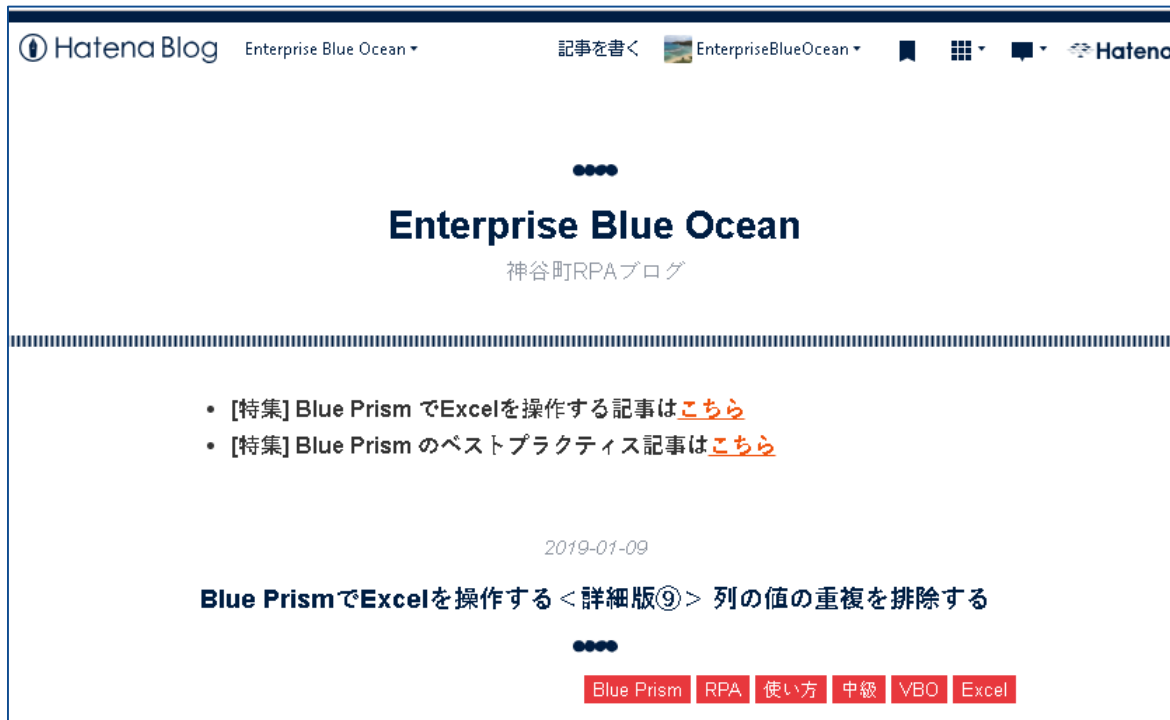 Hatena Blog Enterprise Blue Ocean 記事を書く EnterpriseBlueOcean Hatena
Enterprise Blue Ocean
神谷町RPAブログ
• [特集] Blue Prism でExcelを操作する記事はこちら
• [特集] Blue Prism のベストプラクティス記事はこちら
2019-01-09
Blue PrismでExcelを操作する＜詳細版⑨＞ 列の値の重複を排除する
Blue Prism RPA 使い方 中級 VBO Excel